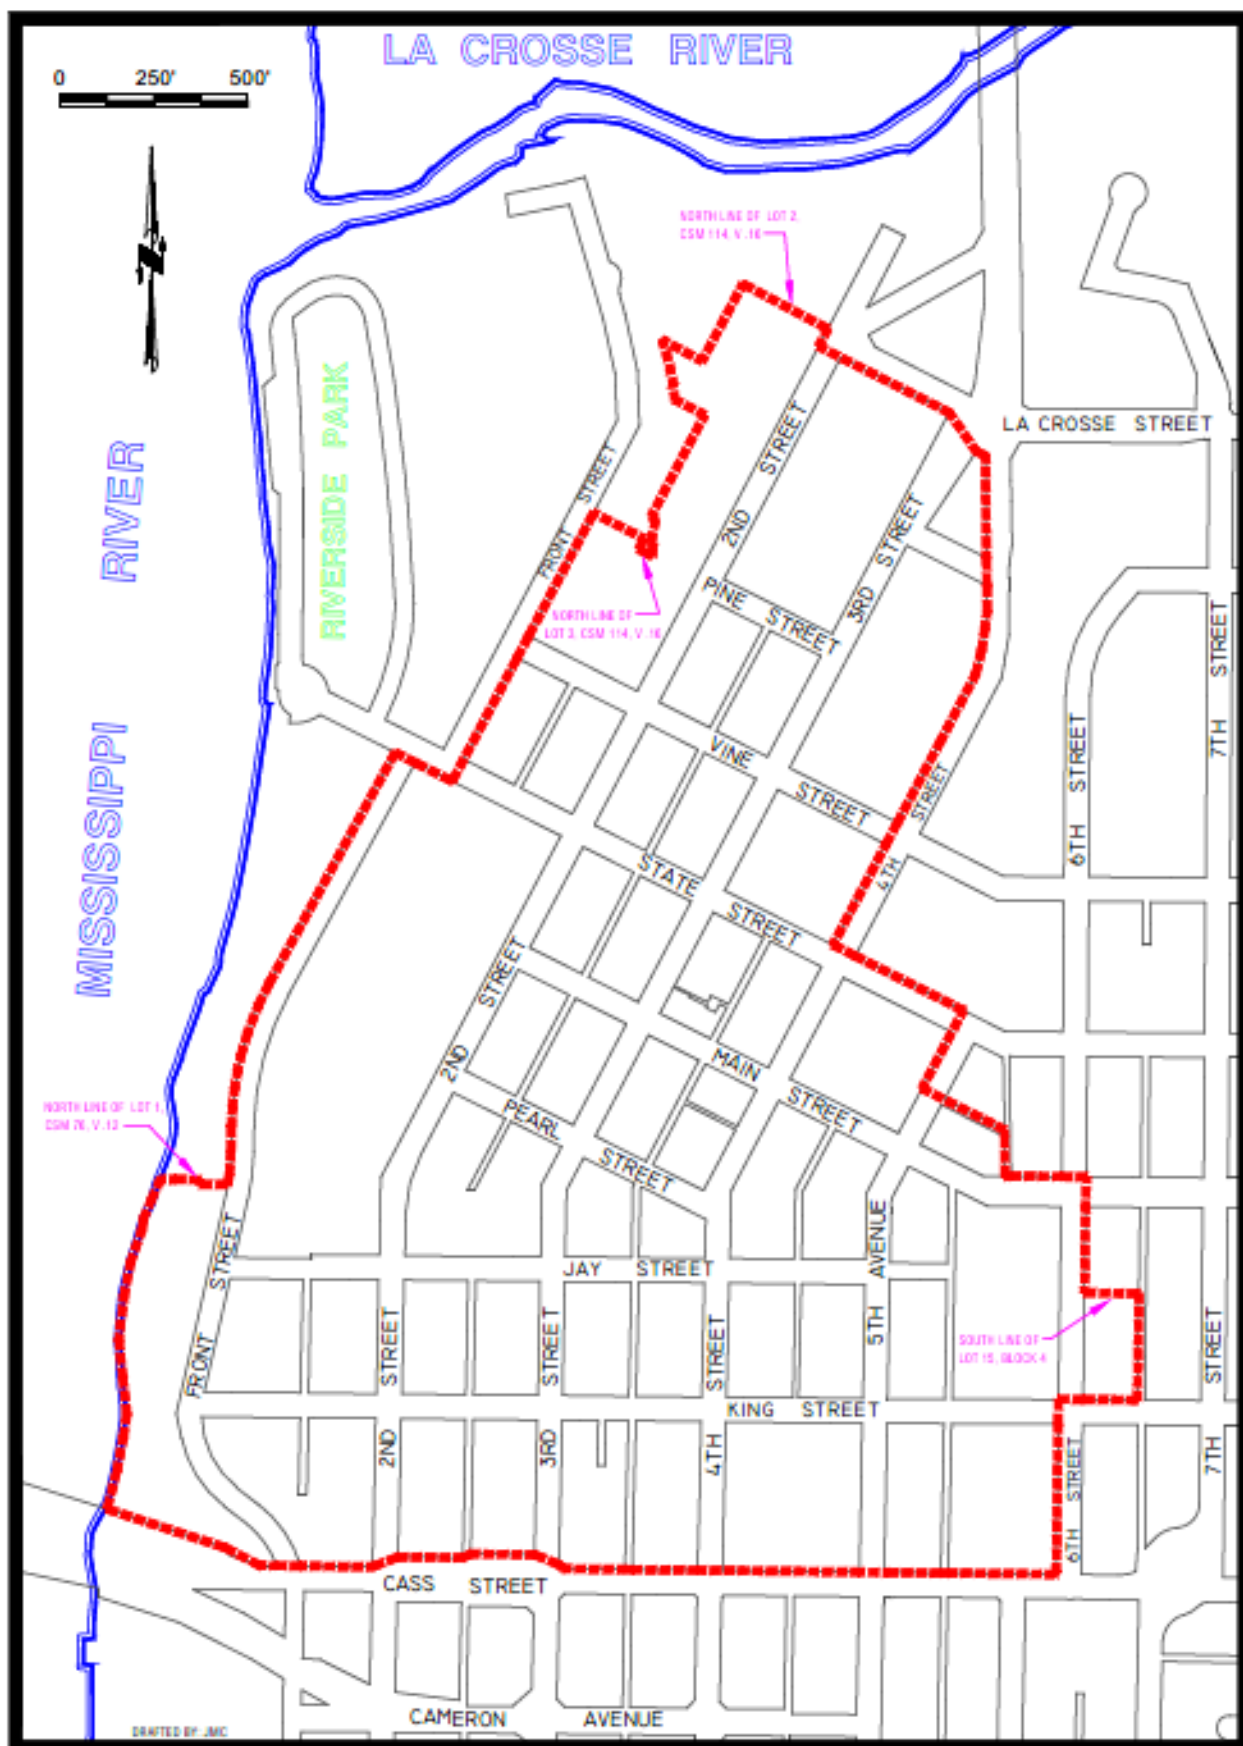 LA CROSSE RIVER
0 250' 500'
NORTH LINE OF LOT 2,
CSM 114, V. 16
LA CROSSE STREET
RIVERSIDE PARK
MISSISSIPPI RIVER
FRONT STREET
2ND STREET
3RD STREET
PINE STREET
NORTH LINE OF
LOT 3, CSM 114, V. 16
7TH STREET
6TH STREET
VINE STREET
4TH STREET
STATE STREET
2ND STREET
MAIN STREET
PEARL STREET
NORTH LINE OF LOT 1,
CSM 76, V. 12
FRONT STREET
JAY STREET
5TH AVENUE
SOUTH LINE OF
LOT 15, BLOCK 4
2ND STREET
3RD STREET
4TH STREET
7TH STREET
KING STREET
6TH STREET
CASS STREET
CAMERON AVENUE
DRAFTED BY: JMC